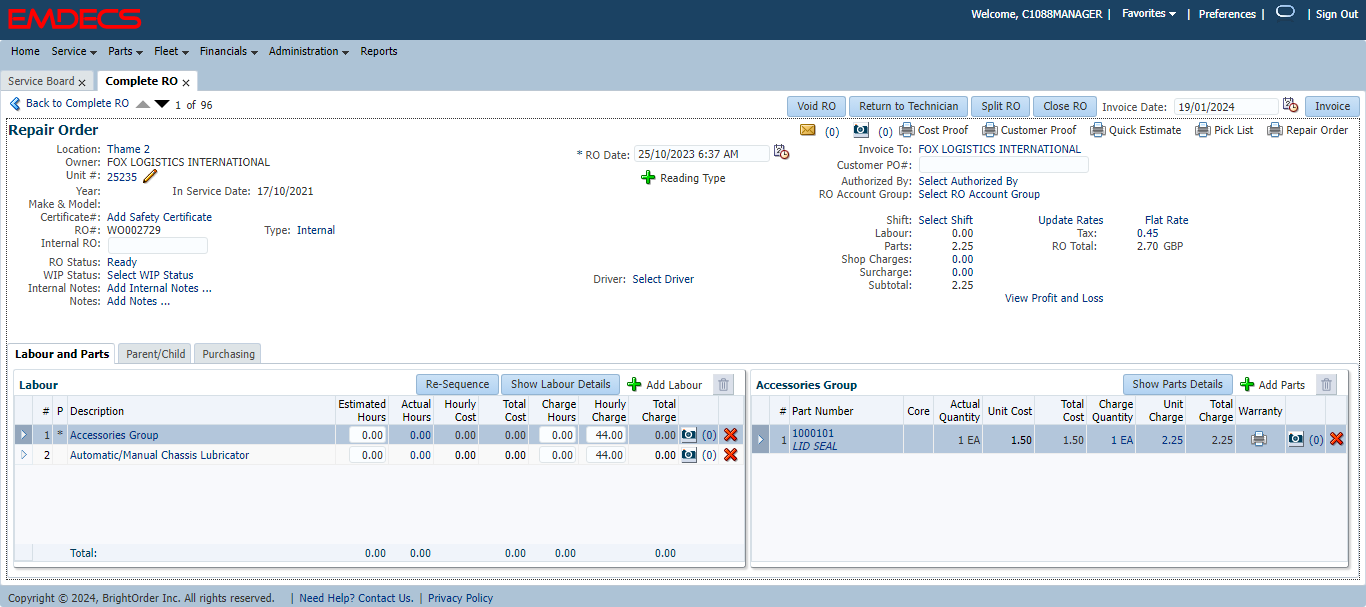 EMDECS
Welcome, C1088MANAGER | Favorites | Preferences | | Sign Out
Home Service Parts Fleet Financials Administration Reports
Service Board x Complete RO x
Back to Complete RO 1 of 96 Void RO Return to Technician Split RO Close RO Invoice Date: 19/01/2024 Invoice
Repair Order (0) (0) Cost Proof Customer Proof Quick Estimate Pick List Repair Order
Location: Thame 2 * RO Date: 25/10/2023 6:37 AM Invoice To: FOX LOGISTICS INTERNATIONAL
Owner: FOX LOGISTICS INTERNATIONAL Customer PO#:
Unit #: 25235 Reading Type Authorized By: Select Authorized By
Year: In Service Date: 17/10/2021 RO Account Group: Select RO Account Group
Make & Model:
Certificate#: Add Safety Certificate Shift: Select Shift Update Rates Flat Rate
RO#: WO002729 Type: Internal Labour: 0.00 Tax: 0.45
Internal RO: Parts: 2.25 RO Total: 2.70 GBP
RO Status: Ready Shop Charges: 0.00
WIP Status: Select WIP Status Driver: Select Driver Surcharge: 0.00
Internal Notes: Add Internal Notes ... Subtotal: 2.25
Notes: Add Notes ... View Profit and Loss
Labour and Parts Parent/Child Purchasing
Labour Re-Sequence Show Labour Details Add Labour
# P Description Estimated Hours Actual Hours Hourly Cost Total Cost Charge Hours Hourly Charge Total Charge
1 * Accessories Group 0.00 0.00 0.00 0.00 0.00 44.00 0.00 (0)
2 Automatic/Manual Chassis Lubricator 0.00 0.00 0.00 0.00 0.00 44.00 0.00 (0)
Total: 0.00 0.00 0.00 0.00 0.00
Accessories Group Show Parts Details Add Parts
# Part Number Core Actual Quantity Unit Cost Total Cost Charge Quantity Unit Charge Total Charge Warranty
1 1000101 1 EA 1.50 1.50 1 EA 2.25 2.25 (0)
LID SEAL
Copyright © 2024, BrightOrder Inc. All rights reserved. | Need Help? Contact Us. | Privacy Policy